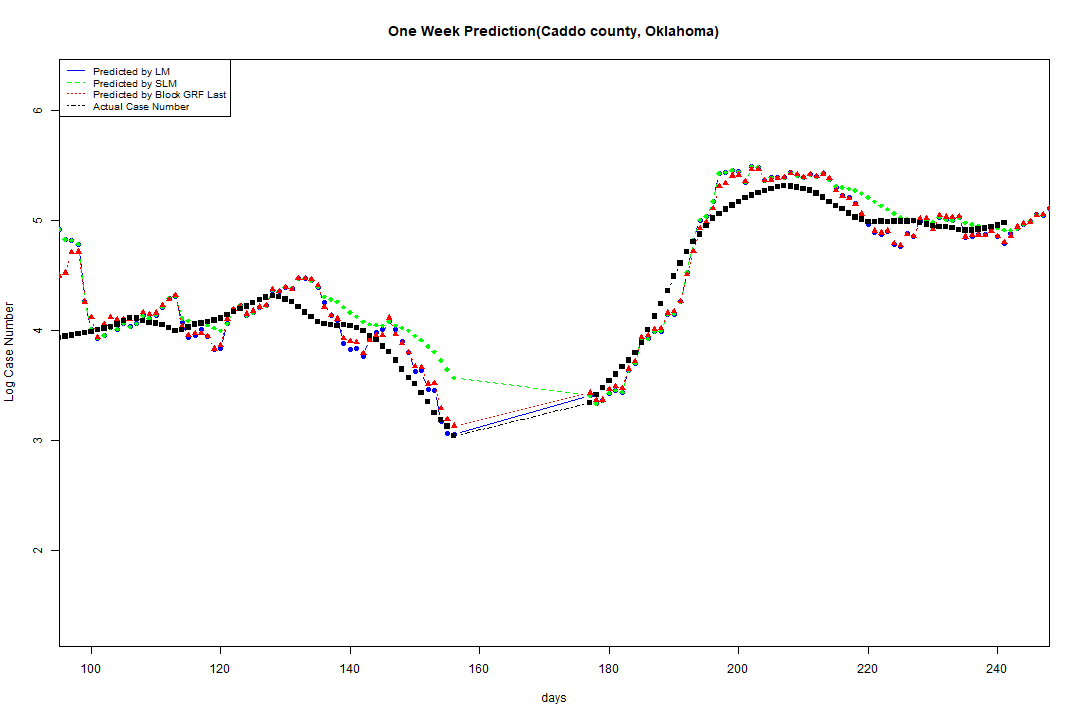 One Week Prediction(Caddo county, Oklahoma)
Predicted by LM
Predicted by SLM
Predicted by Block GRF Last
Actual Case Number
Log Case Number
6
5
4
3
2
100 120 140 160 180 200 220 240
days